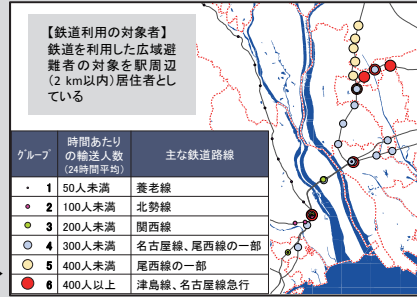 【鉄道利用の対象者】
鉄道を利用した広域避
難者の対象を駅周辺
(2 km以内)居住者とし
ている
グループ 時間あたりの輸送人数(24時間平均) 主な鉄道路線
1 50人未満 養老線
2 100人未満 北勢線
3 200人未満 関西線
4 300人未満 名古屋線、尾西線の一部
5 400人未満 尾西線の一部
6 400人以上 津島線、名古屋線急行